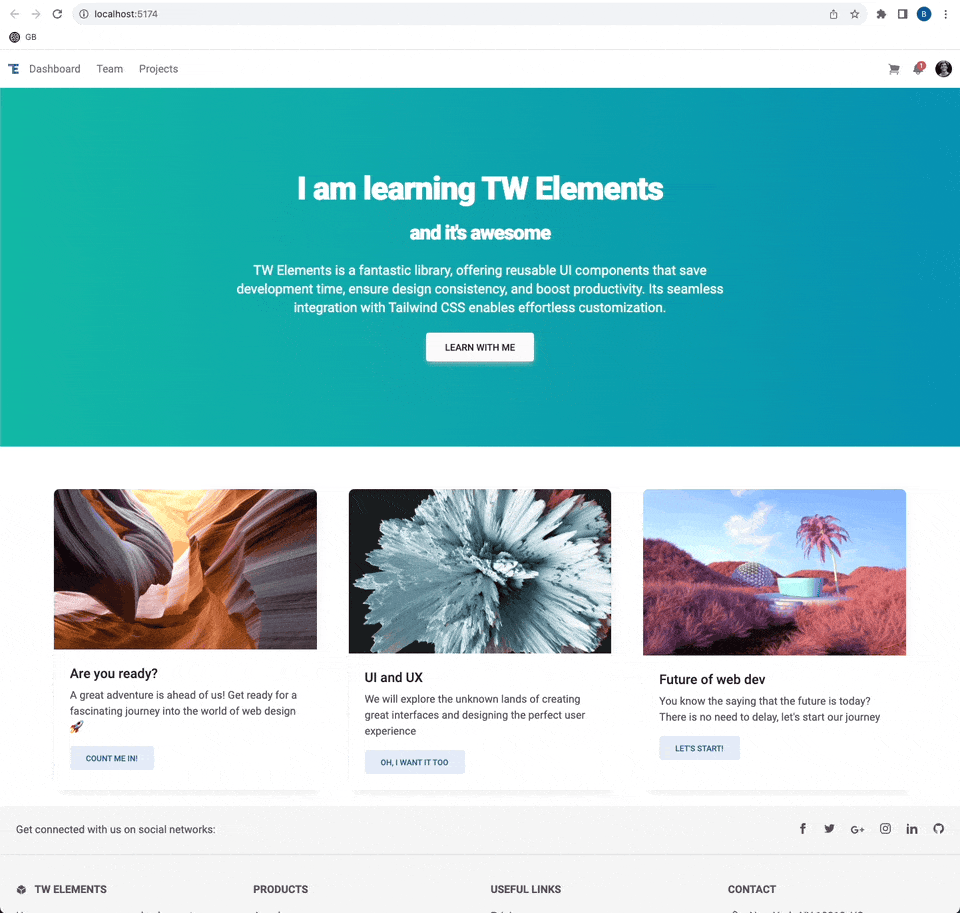 localhost:5174
B
GB
TE Dashboard Team Projects
1
I am learning TW Elements
and it's awesome
TW Elements is a fantastic library, offering reusable UI components that save
development time, ensure design consistency, and boost productivity. Its seamless
integration with Tailwind CSS enables effortless customization.
LEARN WITH ME
Are you ready?
A great adventure is ahead of us! Get ready for a
fascinating journey into the world of web design
🚀
COUNT ME IN!
UI and UX
We will explore the unknown lands of creating
great interfaces and designing the perfect user
experience
OH, I WANT IT TOO
Future of web dev
You know the saying that the future is today?
There is no need to delay, let's start our journey
LET'S START!
Get connected with us on social networks:
TW ELEMENTS
PRODUCTS
USEFUL LINKS
CONTACT